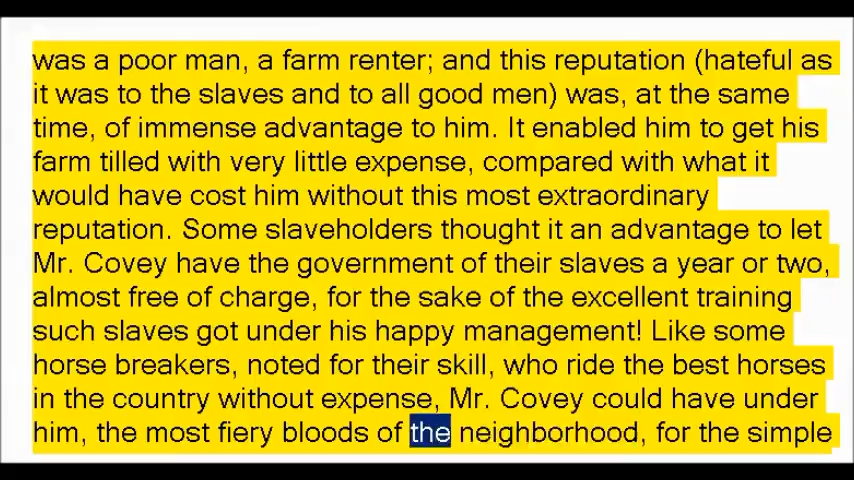 was a poor man, a farm renter; and this reputation (hateful as
it was to the slaves and to all good men) was, at the same
time, of immense advantage to him. It enabled him to get his
farm tilled with very little expense, compared with what it
would have cost him without this most extraordinary
reputation. Some slaveholders thought it an advantage to let
Mr. Covey have the government of their slaves a year or two,
almost free of charge, for the sake of the excellent training
such slaves got under his happy management! Like some
horse breakers, noted for their skill, who ride the best horses
in the country without expense, Mr. Covey could have under
him, the most fiery bloods of the neighborhood, for the simple